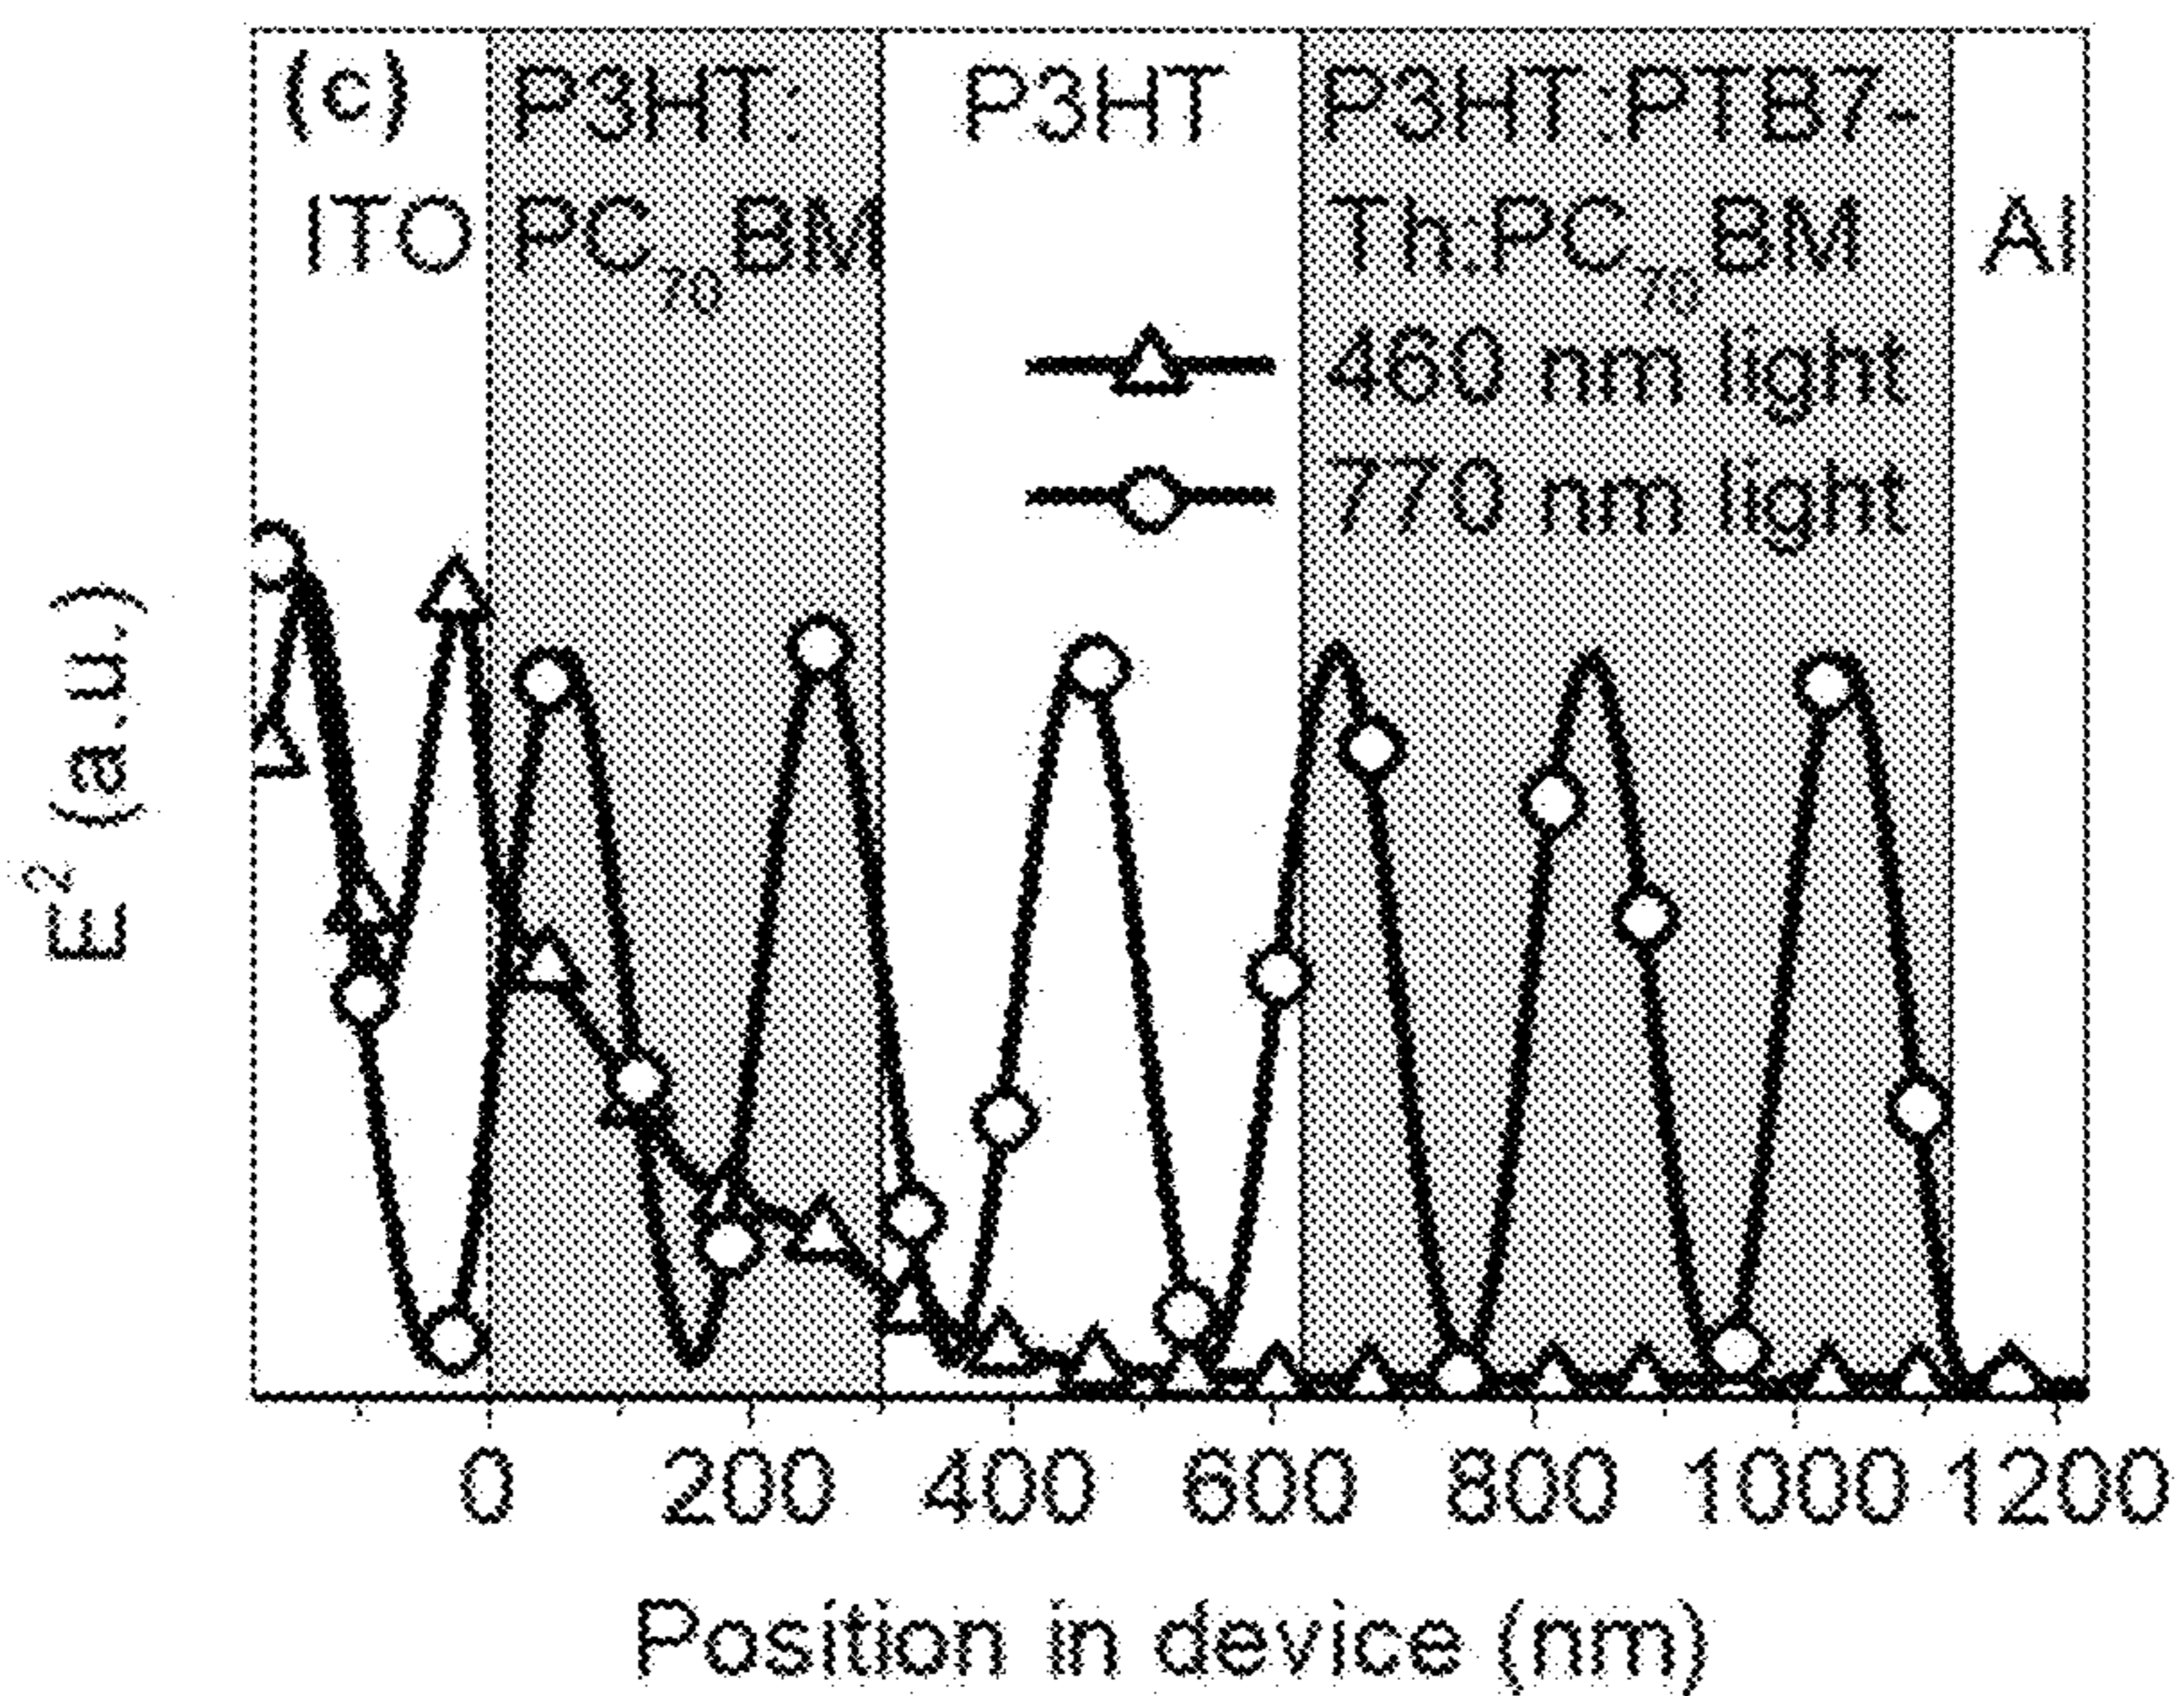 (c)
ITO
P3HT:
PC70BM
P3HT
P3HT:PTB7-
Th:PC70BM
Al
460 nm light
770 nm light
E² (a.u.)
0 200 400 600 800 1000 1200
Position in device (nm)